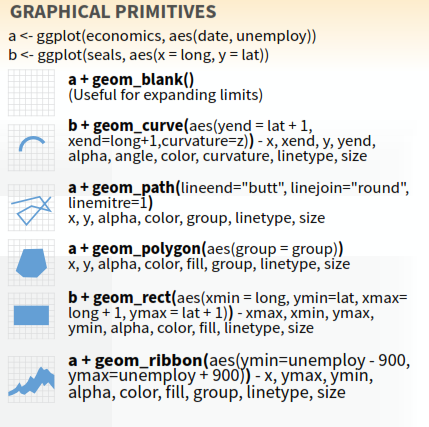 GRAPHICAL PRIMITIVES
a <- ggplot(economics, aes(date, unemploy))
b <- ggplot(seals, aes(x = long, y = lat))
a + geom_blank()
(Useful for expanding limits)
b + geom_curve(aes(yend = lat + 1,
xend=long+1,curvature=z)) - x, xend, y, yend,
alpha, angle, color, curvature, linetype, size
a + geom_path(lineend="butt", linejoin="round",
linemitre=1)
x, y, alpha, color, group, linetype, size
a + geom_polygon(aes(group = group))
x, y, alpha, color, fill, group, linetype, size
b + geom_rect(aes(xmin = long, ymin=lat, xmax=
long + 1, ymax = lat + 1)) - xmax, xmin, ymax,
ymin, alpha, color, fill, linetype, size
a + geom_ribbon(aes(ymin=unemploy - 900,
ymax=unemploy + 900)) - x, ymax, ymin,
alpha, color, fill, group, linetype, size